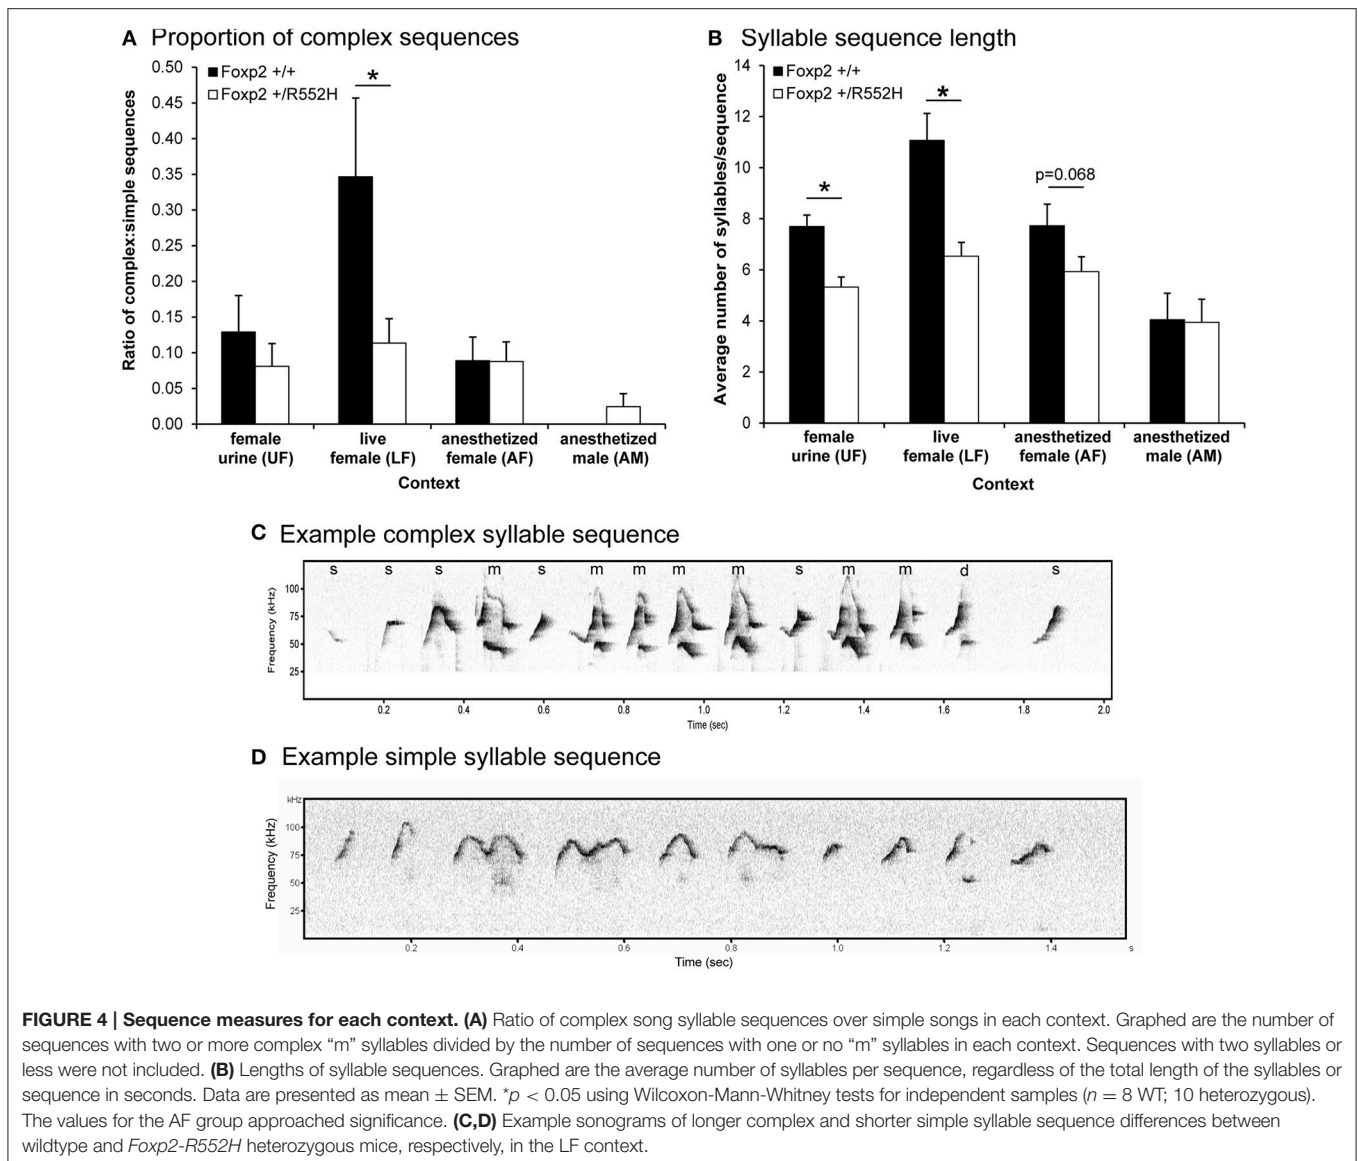 A Proportion of complex sequences
0.50
0.45
0.40
0.35
0.30
0.25
0.20
0.15
0.10
0.05
0.00
Ratio of complex:simple sequences
Foxp2 +/+
Foxp2 +/R552H
*
female urine (UF)
live female (LF)
anesthetized female (AF)
anesthetized male (AM)
Context
B Syllable sequence length
14
12
10
8
6
4
2
0
Average number of syllables/sequence
Foxp2 +/+
Foxp2 +/R552H
*
*
p=0.068
female urine (UF)
live female (LF)
anesthetized female (AF)
anesthetized male (AM)
Context
C Example complex syllable sequence
s s s m s m m m m s m m d s
Frequency (kHz)
100
75
50
25
0.2 0.4 0.6 0.8 1.0 1.2 1.4 1.6 1.8 2.0
Time (sec)
D Example simple syllable sequence
kHz
Frequency (kHz)
100
75
50
25
0.2 0.4 0.6 0.8 1.0 1.2 1.4 s
Time (sec)
FIGURE 4 | Sequence measures for each context. (A) Ratio of complex song syllable sequences over simple songs in each context. Graphed are the number of
sequences with two or more complex “m” syllables divided by the number of sequences with one or no “m” syllables in each context. Sequences with two syllables or
less were not included. (B) Lengths of syllable sequences. Graphed are the average number of syllables per sequence, regardless of the total length of the syllables or
sequence in seconds. Data are presented as mean ± SEM. *p < 0.05 using Wilcoxon-Mann-Whitney tests for independent samples (n = 8 WT; 10 heterozygous).
The values for the AF group approached significance. (C,D) Example sonograms of longer complex and shorter simple syllable sequence differences between
wildtype and Foxp2-R552H heterozygous mice, respectively, in the LF context.